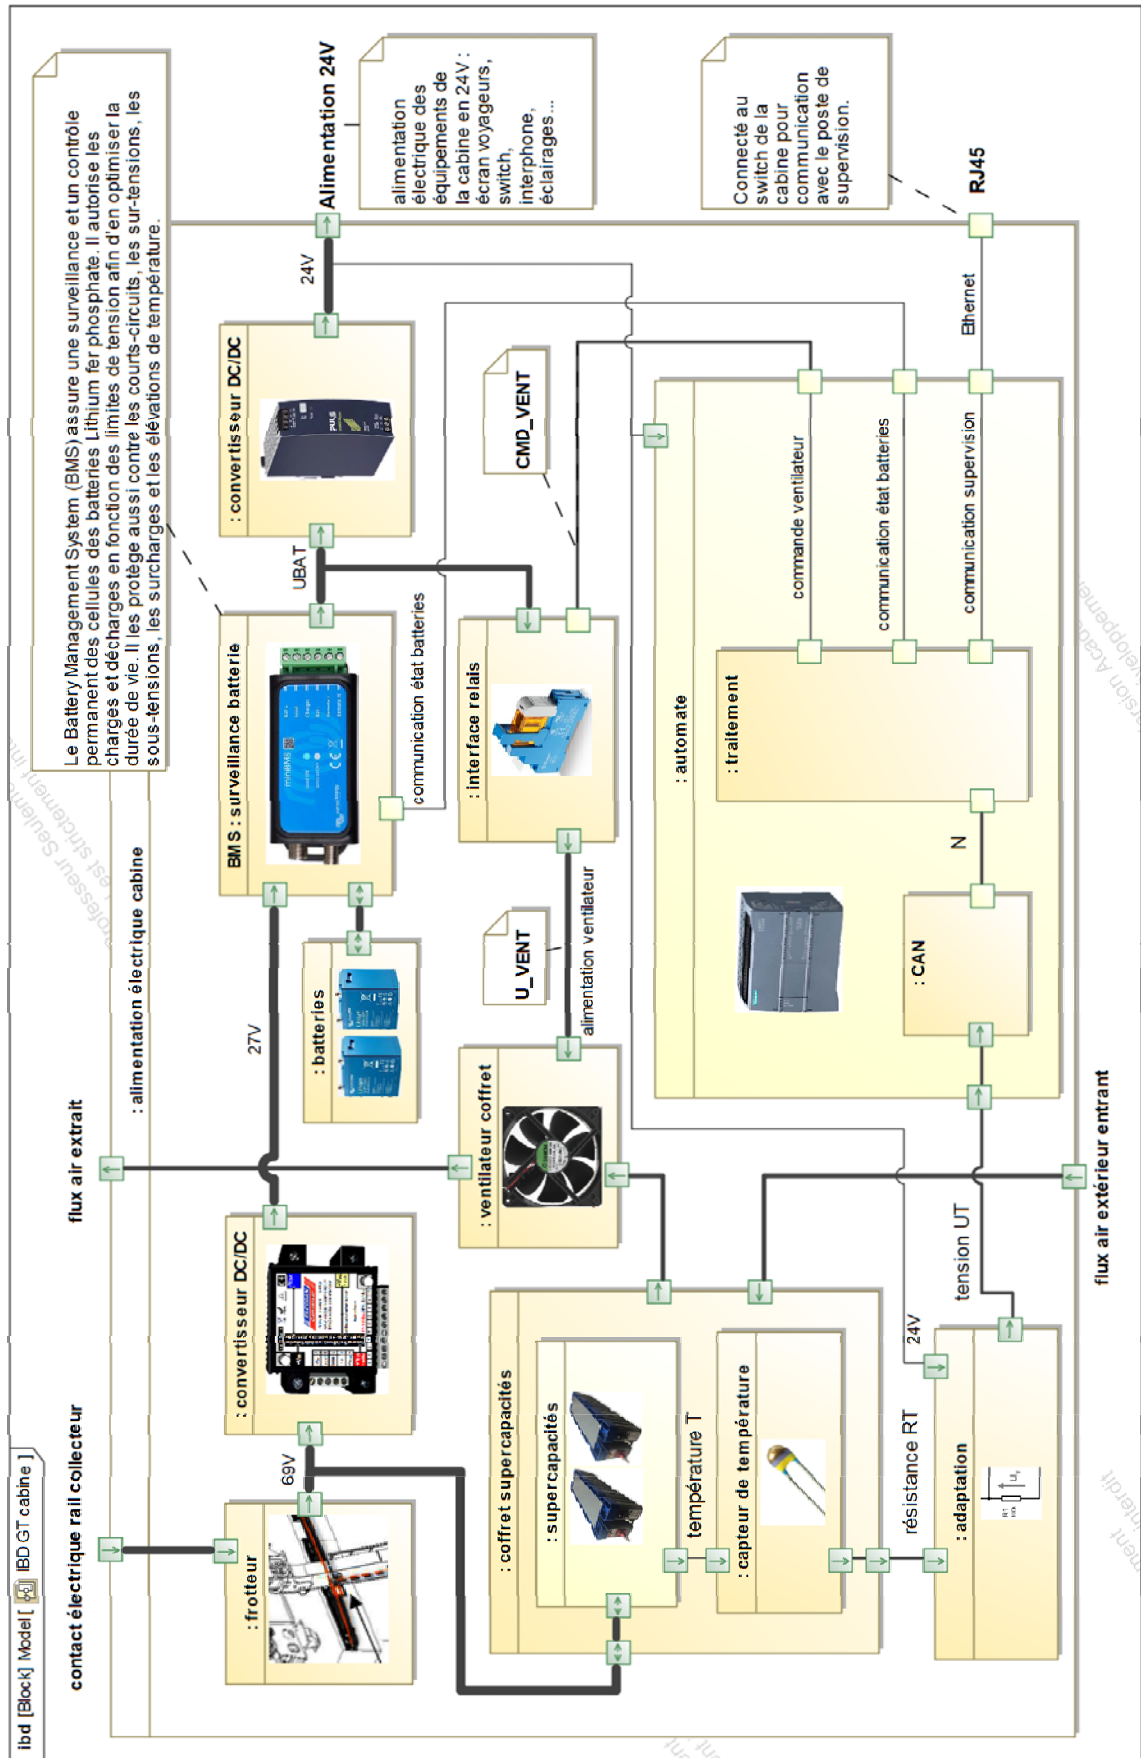 ibd [Block] Model [ IBD GT cabine ]
contact électrique rail collecteur
flux air extrait
: alimentation électrique cabine
Le Battery Management System (BMS) assure une surveillance et un contrôle
permanent des cellules des batteries Lithium fer phosphate. Il autorise les
charges et décharges en fonction des limites de tension afin d'en optimiser la
durée de vie. Il les protège aussi contre les courts-circuits, les sur-tensions, les
sous-tensions, les surcharges et les élévations de température.
: frotteur
69V
: convertisseur DC/DC
27V
: batteries
BMS : surveillance batterie
miniBMS
communication état batteries
UBAT
: convertisseur DC/DC
PULS
24V
Alimentation 24V
alimentation
électrique des
équipements de
la cabine en 24V :
écran voyageurs,
switch,
interphone,
éclairages...
: coffret supercapacités
: supercapacités
température T
: capteur de température
: ventilateur coffret
U_VENT
alimentation ventilateur
: interface relais
CMD_VENT
résistance RT
24V
: adaptation
R1
tension UT
flux air extérieur entrant
: automate
: CAN
N
: traitement
commande ventilateur
communication état batteries
communication supervision
Ethernet
RJ45
Connecté au
switch de la
cabine pour
communication
avec le poste de
supervision.
Professeur Seulement
est strictement